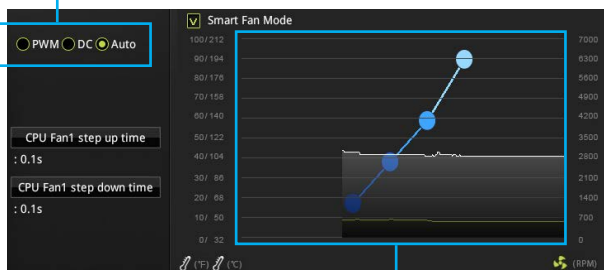 Smart Fan Mode
PWM DC Auto
100/212 7000
90/194 6300
80/176 5600
70/158 4900
60/140 4200
50/122 3500
40/104 2800
30/ 86 2100
20/ 68 1400
10/ 50 700
0/ 32 0
CPU Fan1 step up time
: 0.1s
CPU Fan1 step down time
: 0.1s
(°F) (°C) (RPM)